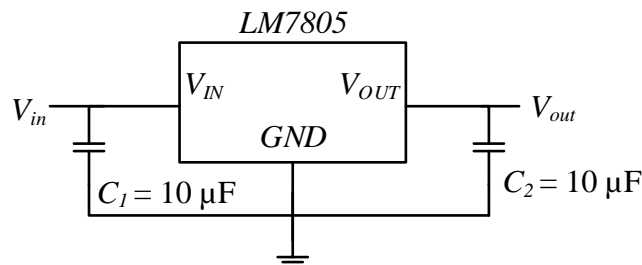 LM7805
V_IN V_OUT
V_in V_out
GND
C_1 = 10 µF
C_2 = 10 µF